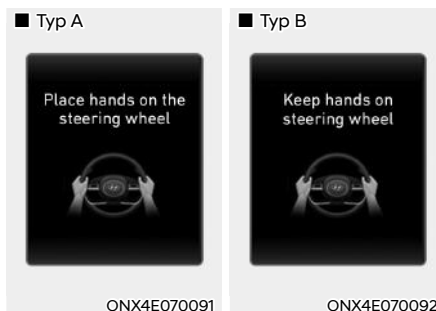 ■ Typ A
Place hands on the
steering wheel
ONX4E070091
■ Typ B
Keep hands on
steering wheel
ONX4E070092